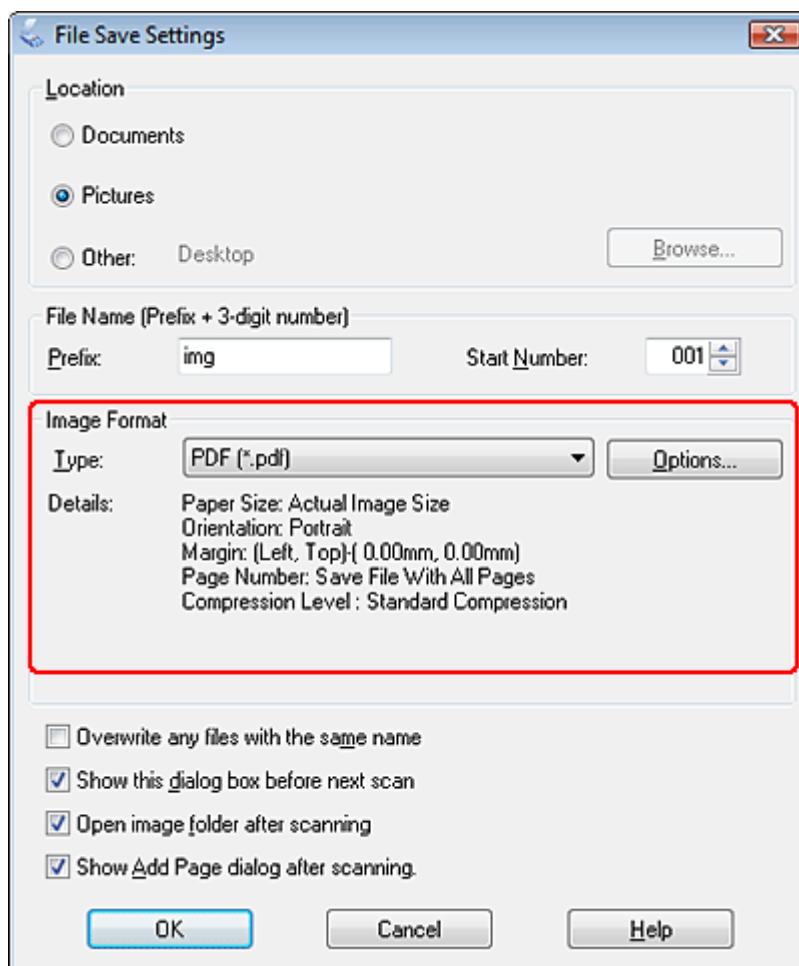 File Save Settings
Location
Documents
Pictures
Other: Desktop Browse...
File Name (Prefix + 3-digit number)
Prefix: img Start Number: 001
Image Format
Type: PDF (*.pdf) Options...
Details: Paper Size: Actual Image Size
Orientation: Portrait
Margin: (Left, Top)-( 0.00mm, 0.00mm)
Page Number: Save File With All Pages
Compression Level : Standard Compression
Overwrite any files with the same name
Show this dialog box before next scan
Open image folder after scanning
Show Add Page dialog after scanning.
OK Cancel Help